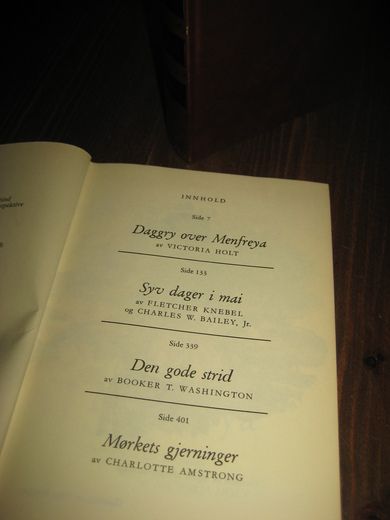 INNHOLD
Side 7
Daggry over Menfreya
av VICTORIA HOLT
Side 133
Syv dager i mai
av FLETCHER KNEBEL
og CHARLES W. BAILEY, Jr.
Side 339
Den gode strid
av BOOKER T. WASHINGTON
Side 401
Mørkets gjerninger
av CHARLOTTE AMSTRONG